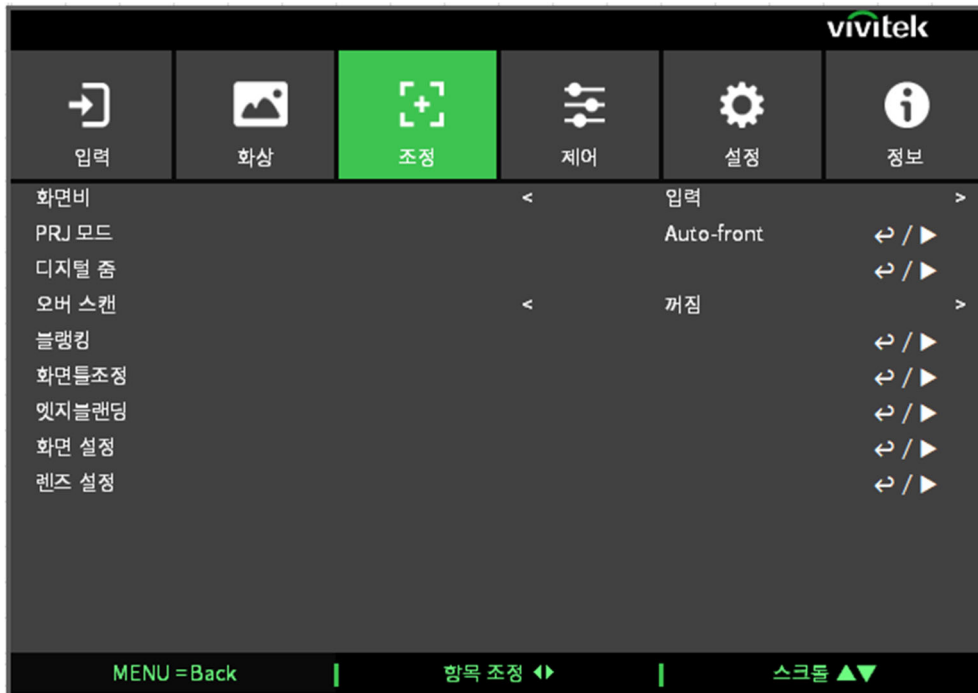 vivitek
입력 화상 조정 제어 설정 정보
화면비 < 입력 >
PRJ 모드 Auto-front ↩ / ▶
디지털 줌 ↩ / ▶
오버 스캔 < 꺼짐 >
블랭킹 ↩ / ▶
화면틀조정 ↩ / ▶
엣지블랜딩 ↩ / ▶
화면 설정 ↩ / ▶
렌즈 설정 ↩ / ▶
MENU = Back | 항목 조정 ◀▶ | 스크톨 ▲▼